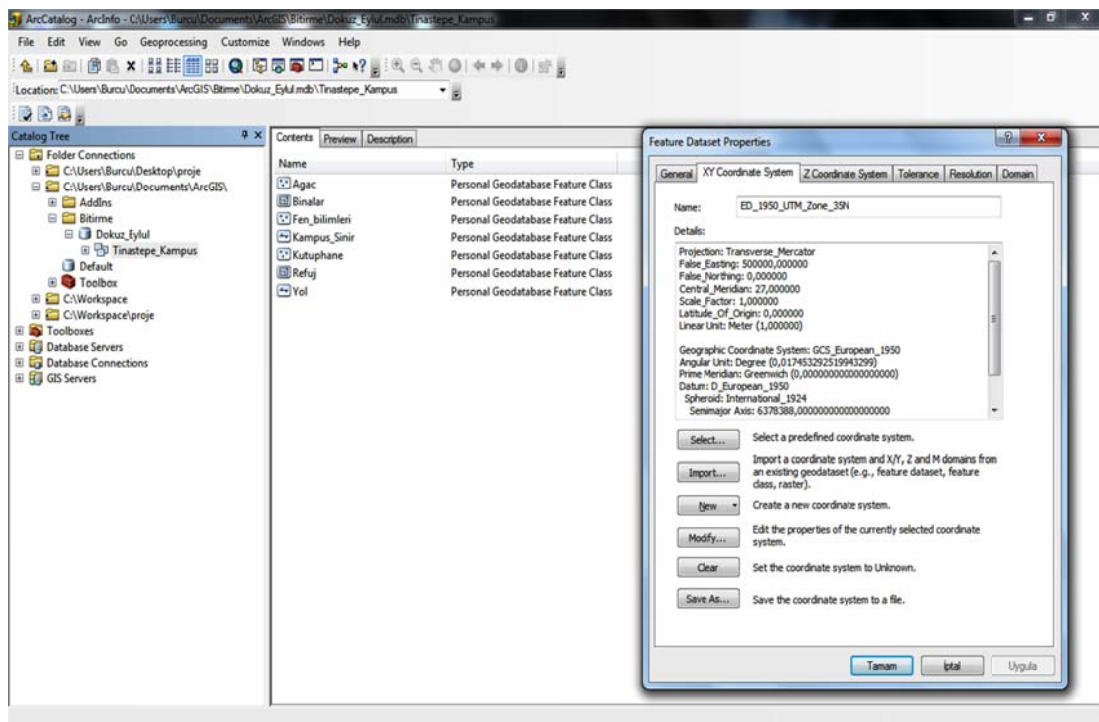 ArcCatalog - ArcInfo - C:\Users\Burcu\Documents\ArcGIS\Bitirme\Dokuz_Eylul.mdb\Tinastepe_Kampus
File Edit View Go Geoprocessing Customize Windows Help
Location: C:\Users\Burcu\Documents\ArcGIS\Bitirme\Dokuz_Eylul.mdb\Tinastepe_Kampus
Catalog Tree
Folder Connections
C:\Users\Burcu\Desktop\proje
C:\Users\Burcu\Documents\ArcGIS\
AddIns
Bitirme
Dokuz_Eylul
Tinastepe_Kampus
Default
Toolbox
C:\Workspace
C:\Workspace\proje
Toolboxes
Database Servers
Database Connections
GIS Servers
Contents Preview Description
Name Type
Agac Personal Geodatabase Feature Class
Binalar Personal Geodatabase Feature Class
Fen_bilimleri Personal Geodatabase Feature Class
Kampus_Sinir Personal Geodatabase Feature Class
Kutuphane Personal Geodatabase Feature Class
Refuj Personal Geodatabase Feature Class
Yol Personal Geodatabase Feature Class
Feature Dataset Properties
General XY Coordinate System Z Coordinate System Tolerance Resolution Domain
Name: ED_1950_UTM_Zone_35N
Details:
Projection: Transverse_Mercator
False_Easting: 500000,000000
False_Northing: 0,000000
Central_Meridian: 27,000000
Scale_Factor: 1,000000
Latitude_Of_Origin: 0,000000
Linear Unit: Meter (1,000000)
Geographic Coordinate System: GCS_European_1950
Angular Unit: Degree (0,017453292519943299)
Prime Meridian: Greenwich (0,000000000000000000)
Datum: D_European_1950
Spheroid: International_1924
Semimajor Axis: 6378388,000000000000000000
Select... Select a predefined coordinate system.
Import... Import a coordinate system and X/Y, Z and M domains from
an existing geodataset (e.g., feature dataset, feature
class, raster).
New Create a new coordinate system.
Modify... Edit the properties of the currently selected coordinate
system.
Clear Set the coordinate system to Unknown.
Save As... Save the coordinate system to a file.
Tamam İptal Uygula